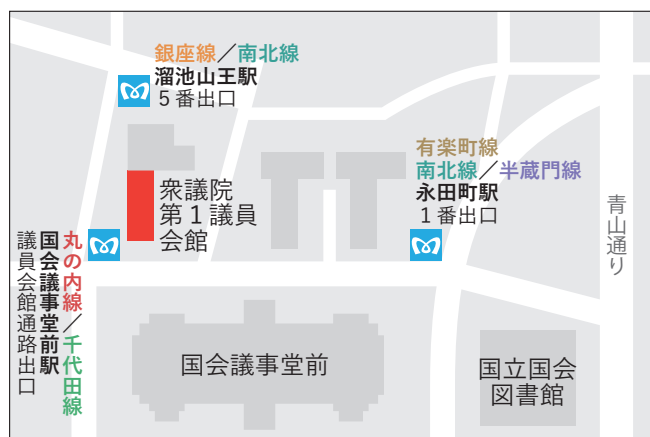 銀座線／南北線
溜池山王駅
５番出口
有楽町線
南北線／半蔵門線
永田町駅
１番出口
衆議院
第１議員
会館
青山通り
丸の内線／千代田線
国会議事堂前駅
議員会館通路出口
国会議事堂前
国立国会
図書館